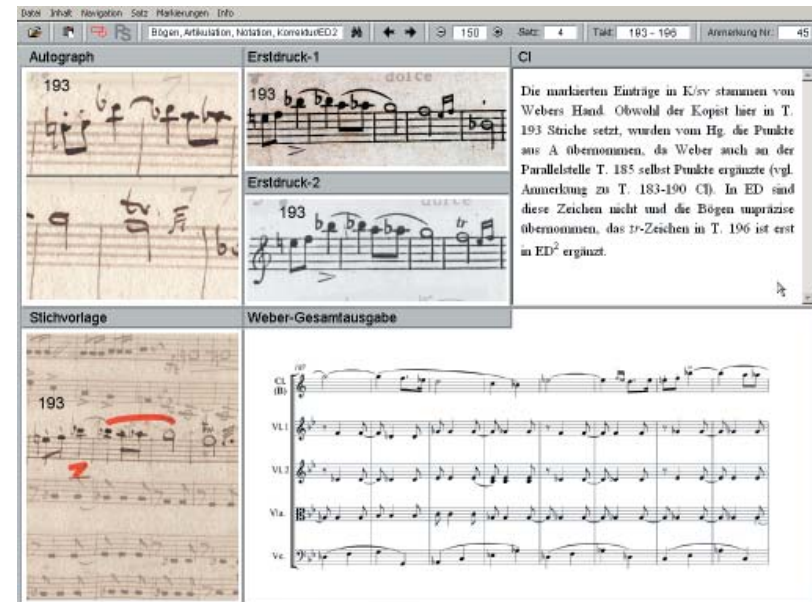 Datei Inhalt Navigation Satz Markierungen Info
Bögen, Artikulation, Notation, Korrektur/ED2 150 Satz: 4 Takt: 193 - 196 Anmerkung Nr.: 45
Autograph
193
Erstdruck-1
dolce
193
Erstdruck-2
193
tr
Cl
Die markierten Einträge in K/sv stammen von
Webers Hand. Obwohl der Kopist hier in T.
193 Striche setzt, wurden vom Hg. die Punkte
aus A übernommen, da Weber auch an der
Parallelstelle T. 185 selbst Punkte ergänzte (vgl.
Anmerkung zu T. 183-190 Cl). In ED sind
diese Zeichen nicht und die Bögen unpräzise
übernommen, das tr-Zeichen in T. 196 ist erst
in ED² ergänzt.
Stichvorlage
193
Weber-Gesamtausgabe
Cl.
(B)
Vl.1
Vl.2
Vla.
Vc.